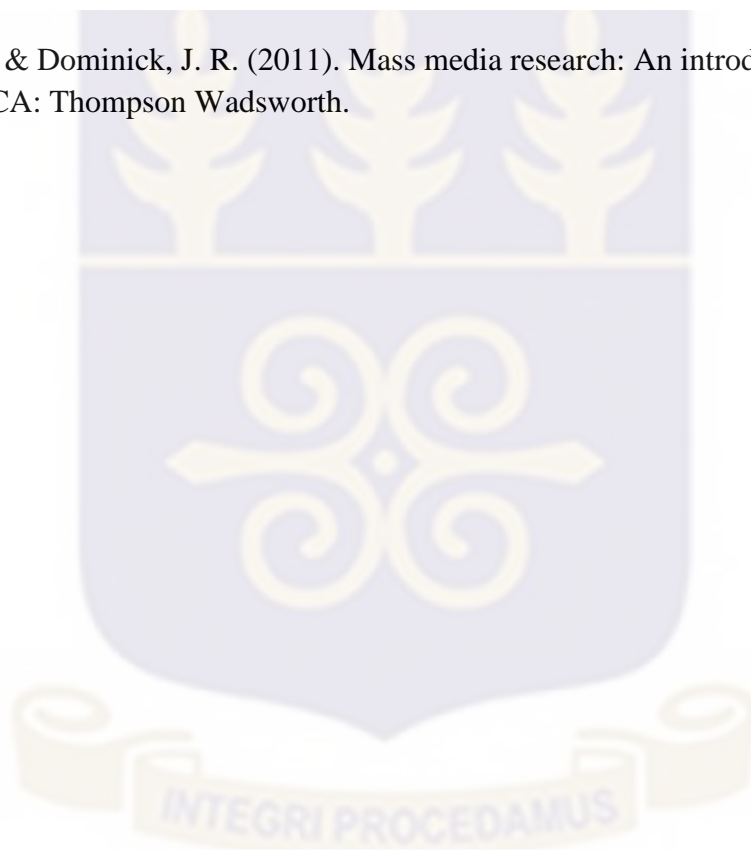 & Dominick, J. R. (2011). Mass media research: An introd
CA: Thompson Wadsworth.
INTEGRI PROCEDAMUS